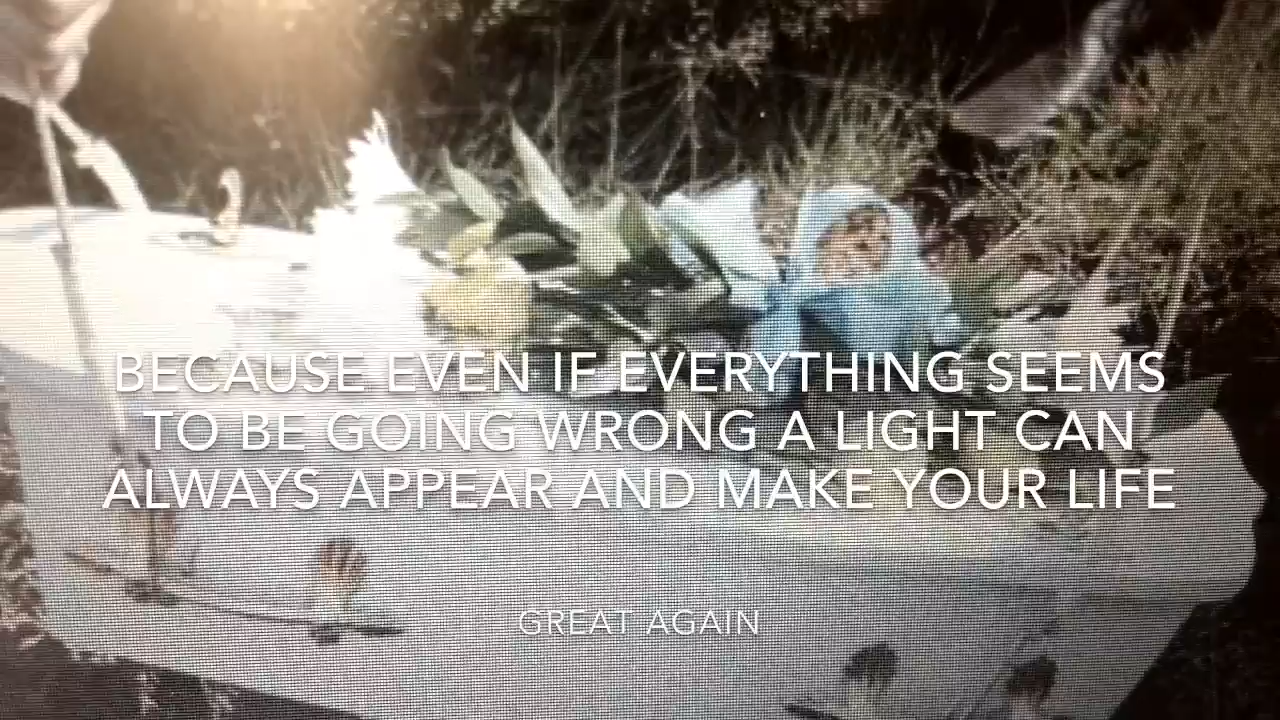 BECAUSE EVEN IF EVERYTHING SEEMS
TO BE GOING WRONG A LIGHT CAN
ALWAYS APPEAR AND MAKE YOUR LIFE
GREAT AGAIN